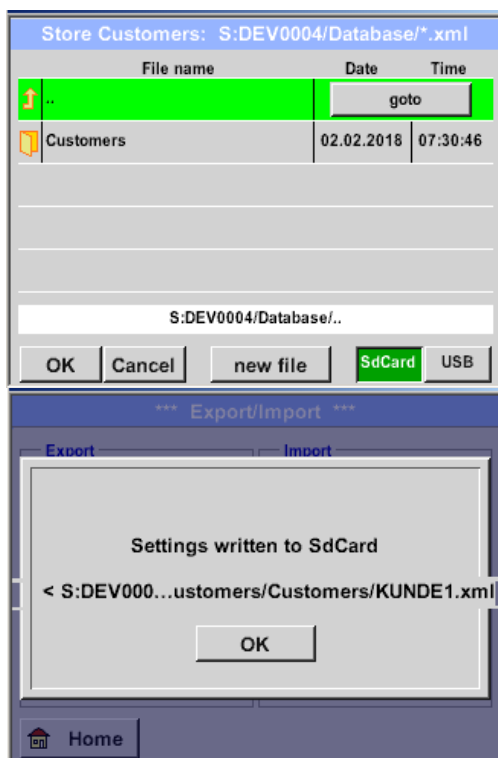 Store Customers: S:DEV0004/Database/*.xml
File name Date Time
.. goto
Customers 02.02.2018 07:30:46
S:DEV0004/Database/..
OK Cancel new file SdCard USB
*** Export/Import ***
Export Import
Settings written to SdCard
< S:DEV000...ustomers/Customers/KUNDE1.xml
OK
Home